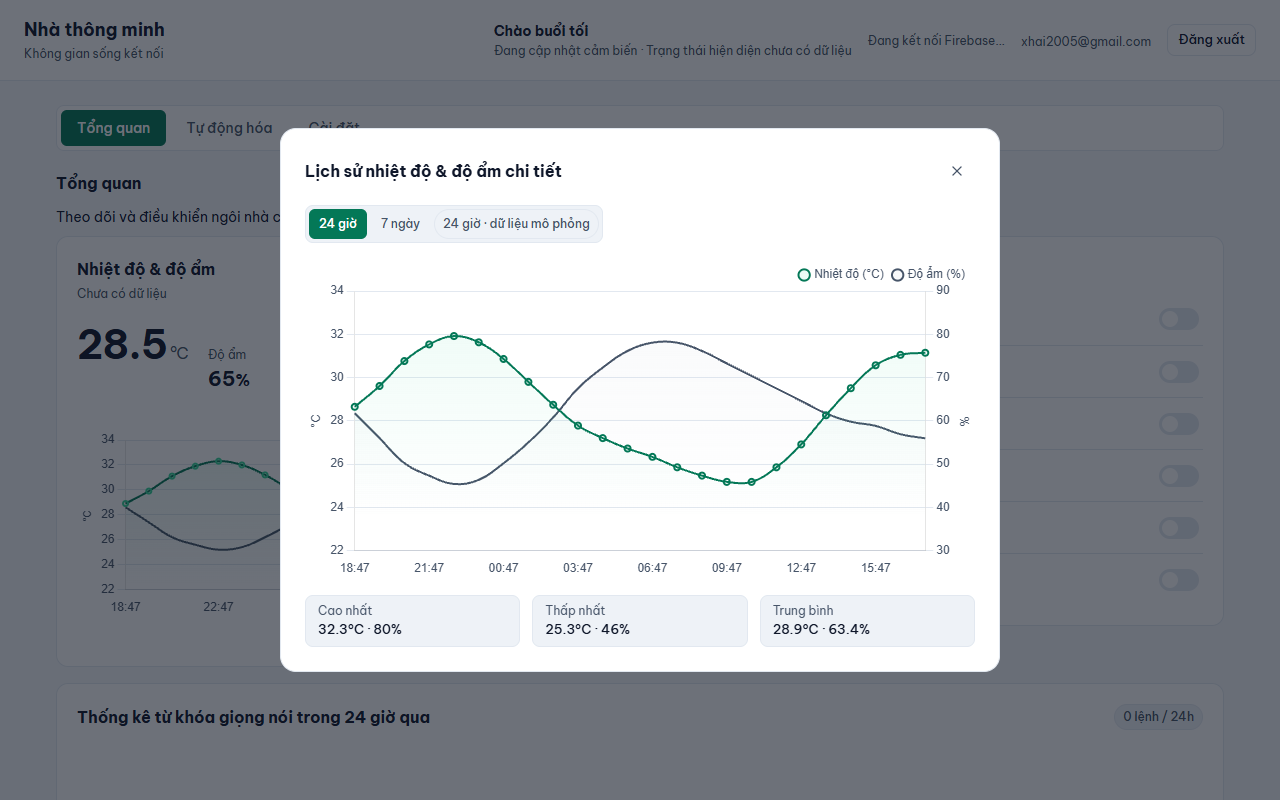 Nhà thông minh
Không gian sống kết nối
Chào buổi tối
Đang cập nhật cảm biến · Trạng thái hiện diện chưa có dữ liệu
Đang kết nối Firebase...
xhai2005@gmail.com
Đăng xuất
Tổng quan
Tự động hóa
Cài đặt
Tổng quan
Theo dõi và điều khiển ngôi nhà
Nhiệt độ & độ ẩm
Chưa có dữ liệu
28.5 °C
Độ ẩm
65%
34
32
30
28
26
24
22
°C
18:47
22:47
Lịch sử nhiệt độ & độ ẩm chi tiết
×
24 giờ
7 ngày
24 giờ · dữ liệu mô phỏng
Nhiệt độ (°C)
Độ ẩm (%)
34
32
30
28
26
24
22
°C
90
80
70
60
50
40
30
%
18:47
21:47
00:47
03:47
06:47
09:47
12:47
15:47
Cao nhất
32.3°C · 80%
Thấp nhất
25.3°C · 46%
Trung bình
28.9°C · 63.4%
Thống kê từ khóa giọng nói trong 24 giờ qua
0 lệnh / 24h